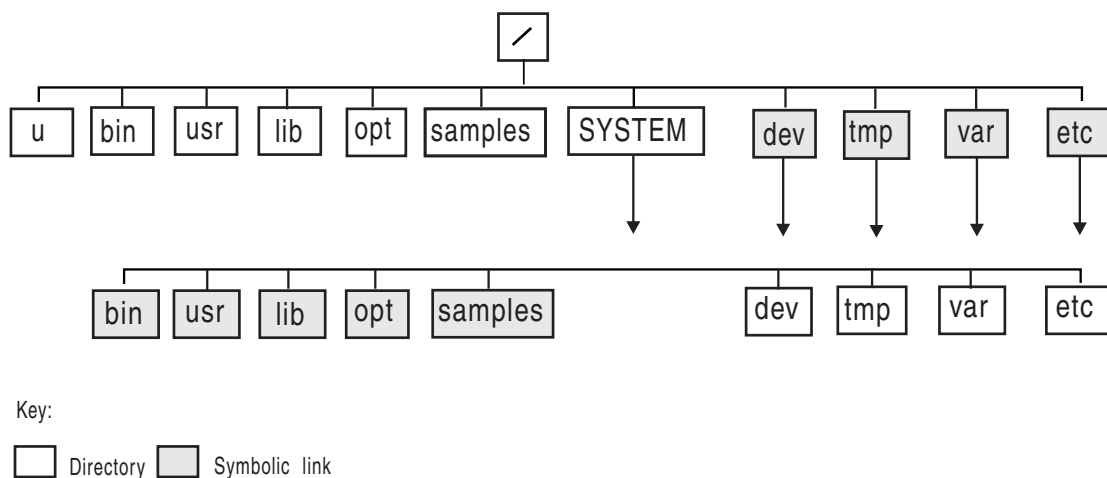 /
u bin usr lib opt samples SYSTEM dev tmp var etc
bin usr lib opt samples dev tmp var etc
Key:
Directory Symbolic link